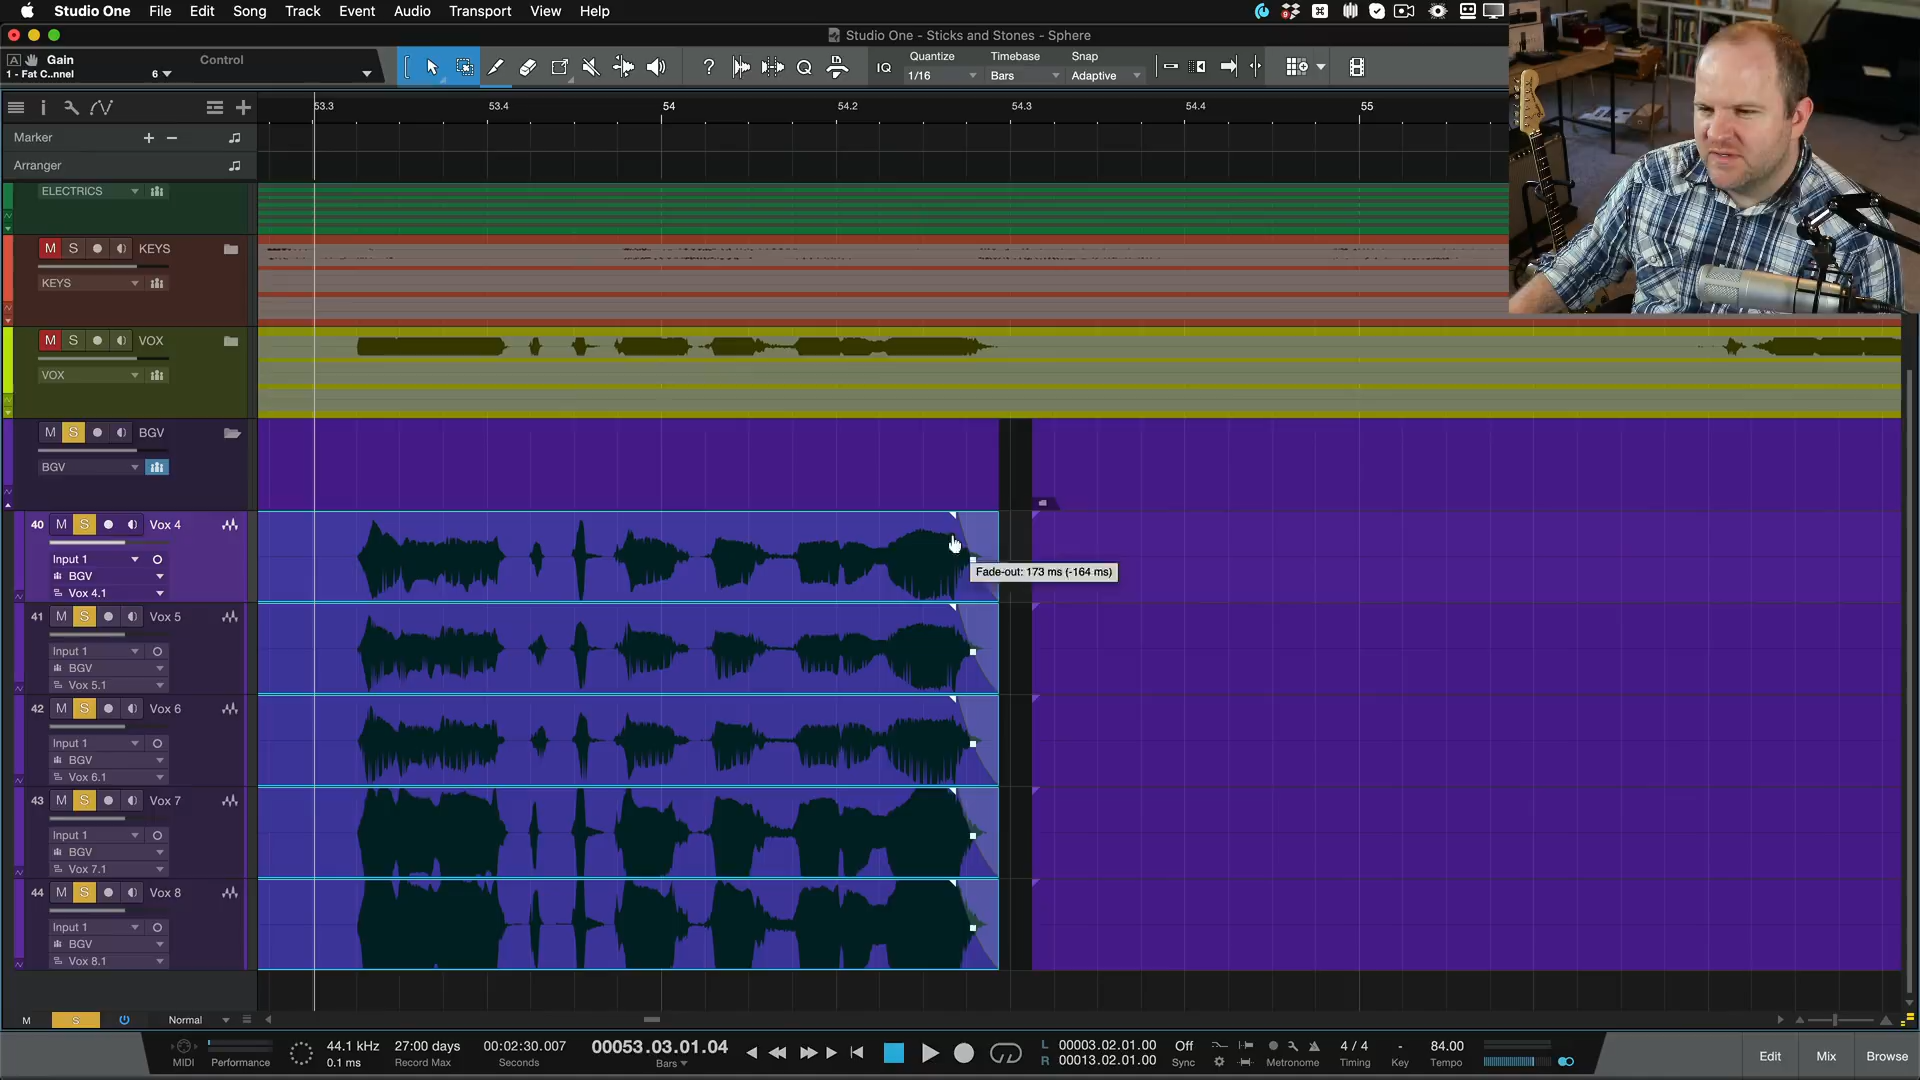 Studio One File Edit Song Track Event Audio Transport View Help
Studio One - Sticks and Stones - Sphere
Gain
1 - Fat C..nnel
6
Control
IQ
Quantize
1/16
Timebase
Bars
Snap
Adaptive
53.3 53.4 54 54.2 54.3 54.4 55
Marker
Arranger
ELECTRICS
M S KEYS
KEYS
M S VOX
VOX
M S BGV
BGV
40 M S Vox 4
Input 1
BGV
Vox 4.1
Fade-out: 173 ms (-164 ms)
41 M S Vox 5
Input 1
BGV
Vox 5.1
42 M S Vox 6
Input 1
BGV
Vox 6.1
43 M S Vox 7
Input 1
BGV
Vox 7.1
44 M S Vox 8
Input 1
BGV
Vox 8.1
M S Normal
MIDI
Performance
44.1 kHz
0.1 ms
27:00 days
Record Max
00:02:30.007
Seconds
00053.03.01.04
Bars
L 00003.02.01.00
R 00013.02.01.00
Off
Sync
Metronome
4 / 4
Timing
-
Key
84.00
Tempo
Edit Mix Browse